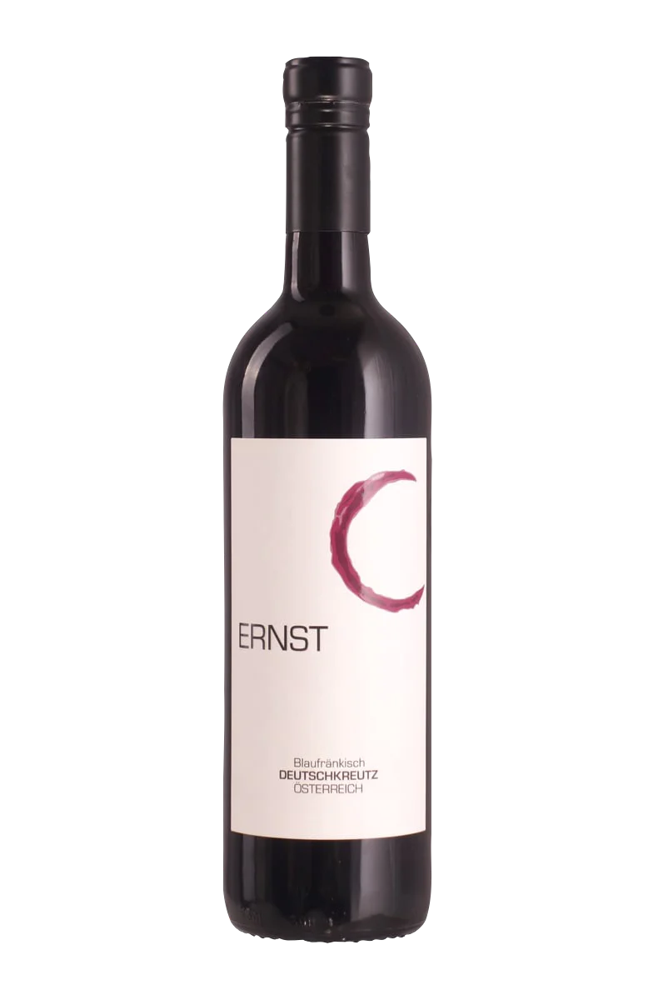 ERNST
Blaufränkisch
DEUTSCHKREUTZ
ÖSTERREICH